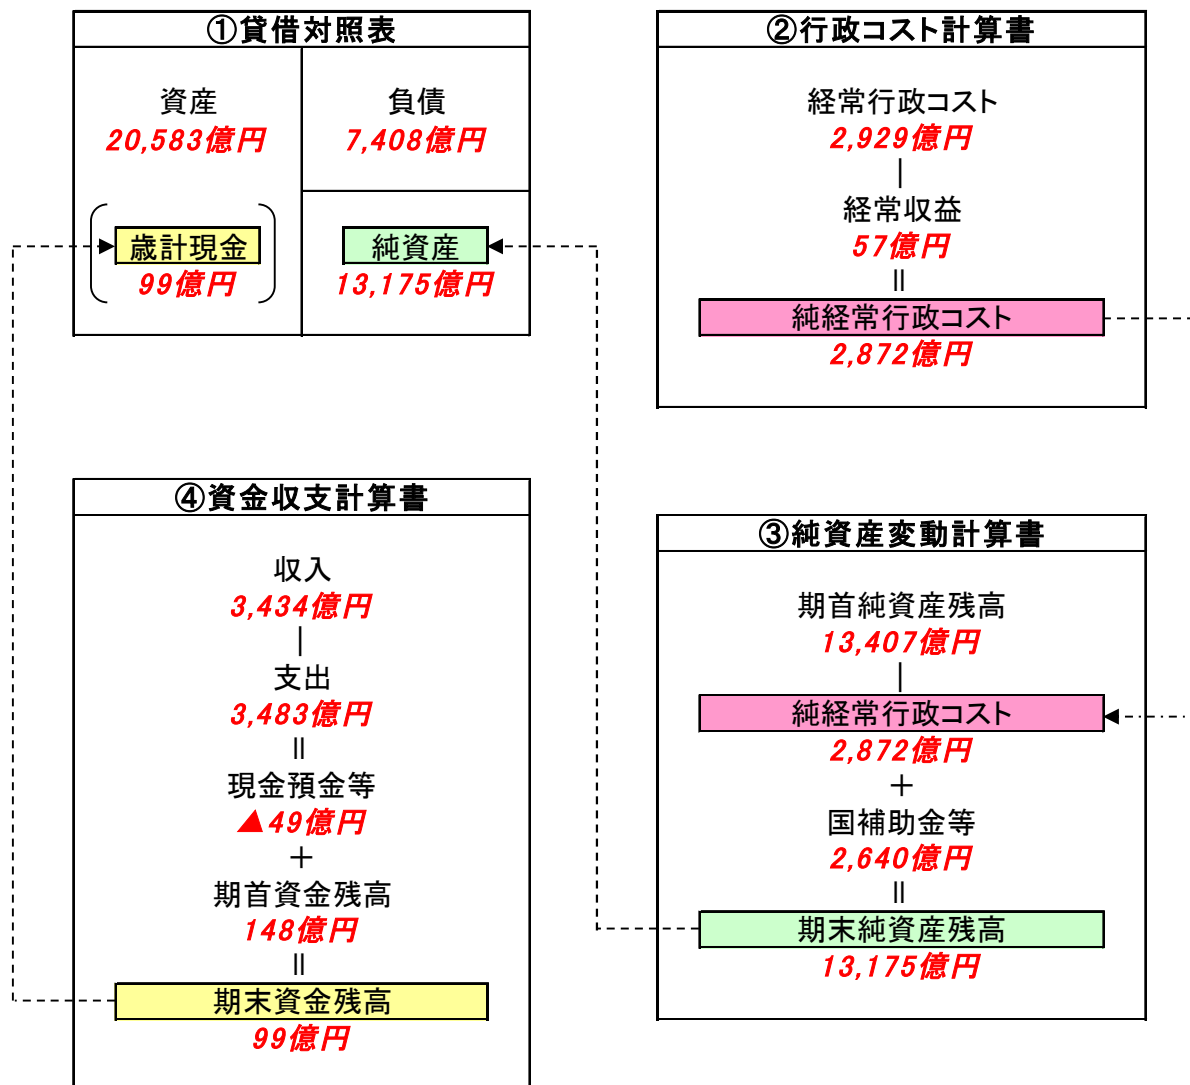 ①貸借対照表
資産
20,583億円
負債
7,408億円
歳計現金
99億円
純資産
13,175億円
②行政コスト計算書
経常行政コスト
2,929億円
－
経常収益
57億円
＝
純経常行政コスト
2,872億円
④資金収支計算書
収入
3,434億円
－
支出
3,483億円
＝
現金預金等
▲49億円
＋
期首資金残高
148億円
＝
期末資金残高
99億円
③純資産変動計算書
期首純資産残高
13,407億円
－
純経常行政コスト
2,872億円
＋
国補助金等
2,640億円
＝
期末純資産残高
13,175億円